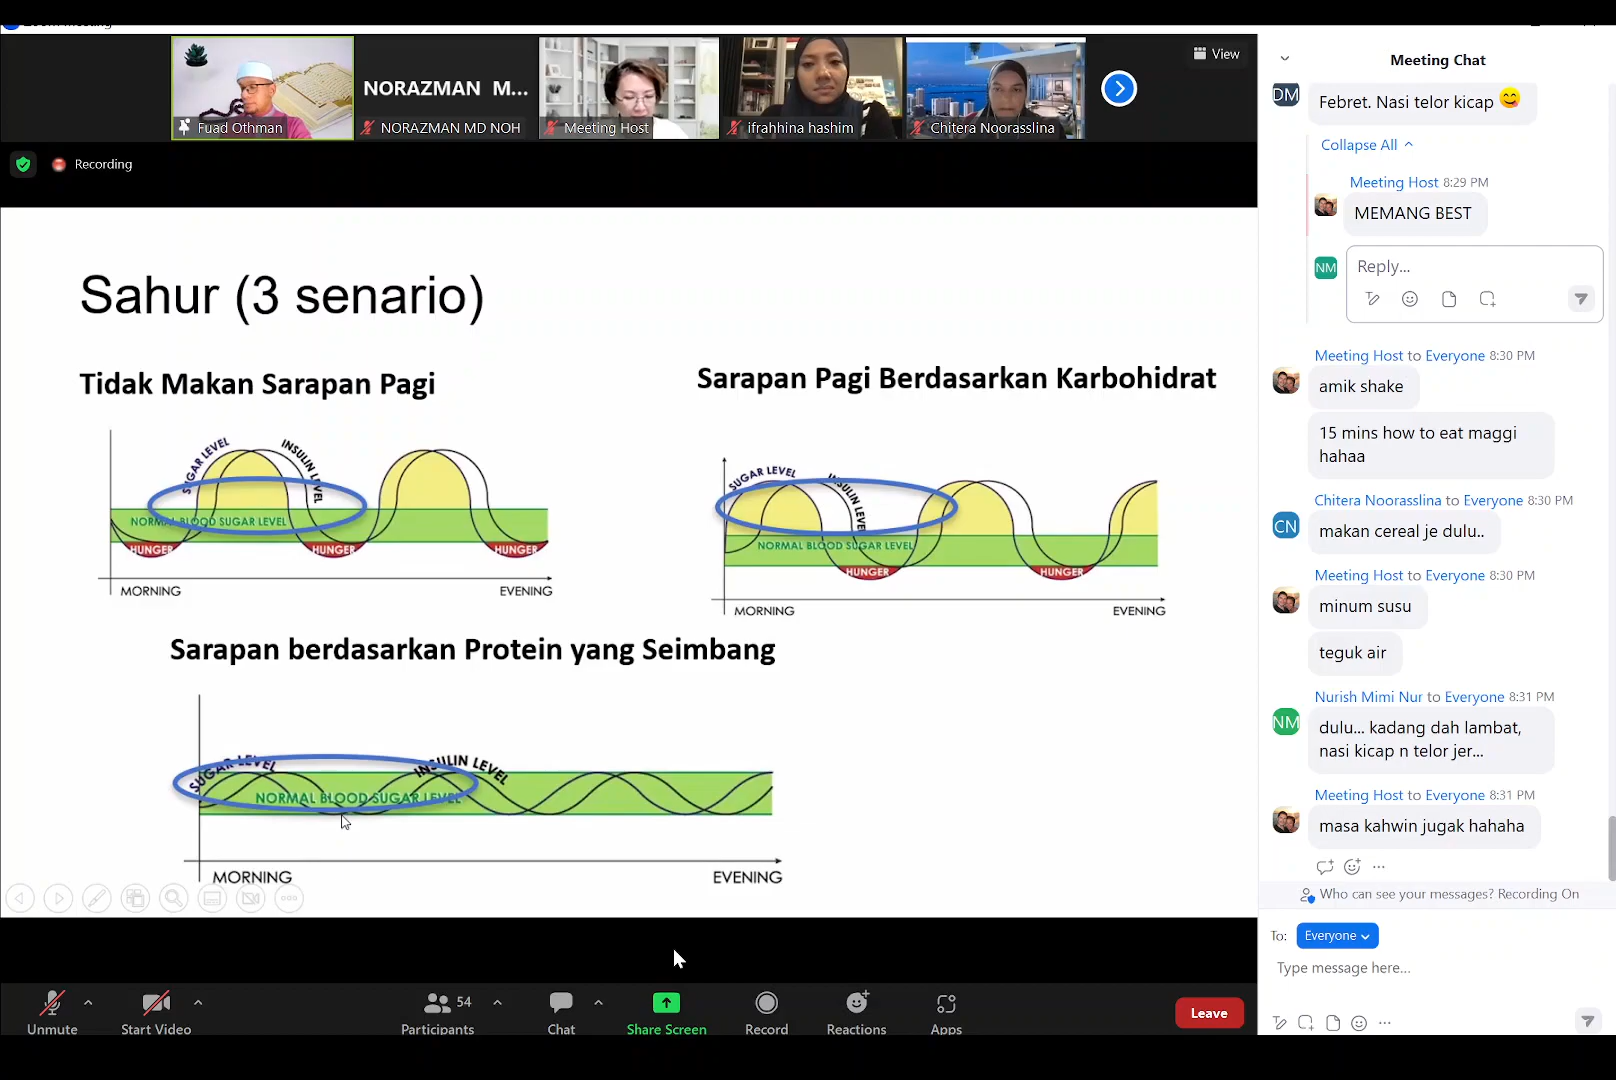 NORAZMAN M...
Fuad Othman
NORAZMAN MD NOH
Meeting Host
ifrahhina hashim
Chitera Noorasslina
View
Recording
Sahur (3 senario)
Tidak Makan Sarapan Pagi
SUGAR LEVEL
INSULIN LEVEL
NORMAL BLOOD SUGAR LEVEL
HUNGER
HUNGER
HUNGER
MORNING
EVENING
Sarapan Pagi Berdasarkan Karbohidrat
SUGAR LEVEL
INSULIN LEVEL
NORMAL BLOOD SUGAR LEVEL
HUNGER
HUNGER
MORNING
EVENING
Sarapan berdasarkan Protein yang Seimbang
SUGAR LEVEL
INSULIN LEVEL
NORMAL BLOOD SUGAR LEVEL
MORNING
EVENING
Unmute
Start Video
54
Participants
Chat
Share Screen
Record
Reactions
Apps
Leave
Meeting Chat
DM
Febret. Nasi telor kicap 😊
Collapse All
Meeting Host 8:29 PM
MEMANG BEST
NM
Reply...
Meeting Host to Everyone 8:30 PM
amik shake
15 mins how to eat maggi
hahaa
Chitera Noorasslina to Everyone 8:30 PM
CN
makan cereal je dulu..
Meeting Host to Everyone 8:30 PM
minum susu
teguk air
Nurish Mimi Nur to Everyone 8:31 PM
NM
dulu... kadang dah lambat,
nasi kicap n telor jer...
Meeting Host to Everyone 8:31 PM
masa kahwin jugak hahaha
Who can see your messages? Recording On
To: Everyone
Type message here...